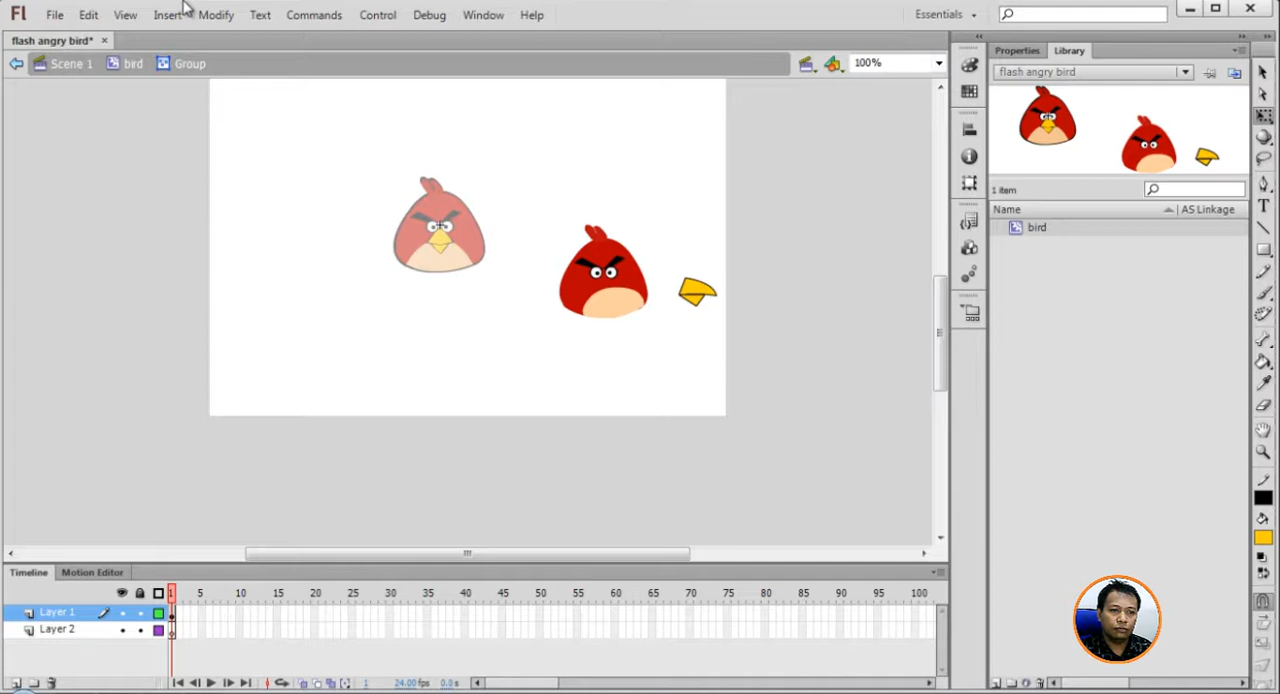 Fl File Edit View Insert Modify Text Commands Control Debug Window Help Essentials
flash angry bird* ×
Scene 1 bird Group 100%
Properties Library
flash angry bird
1 item
Name AS Linkage
bird
Timeline Motion Editor
1 5 10 15 20 25 30 35 40 45 50 55 60 65 70 75 80 85 90 95 100
Layer 1
Layer 2
1 24.00 fps 0.0 s